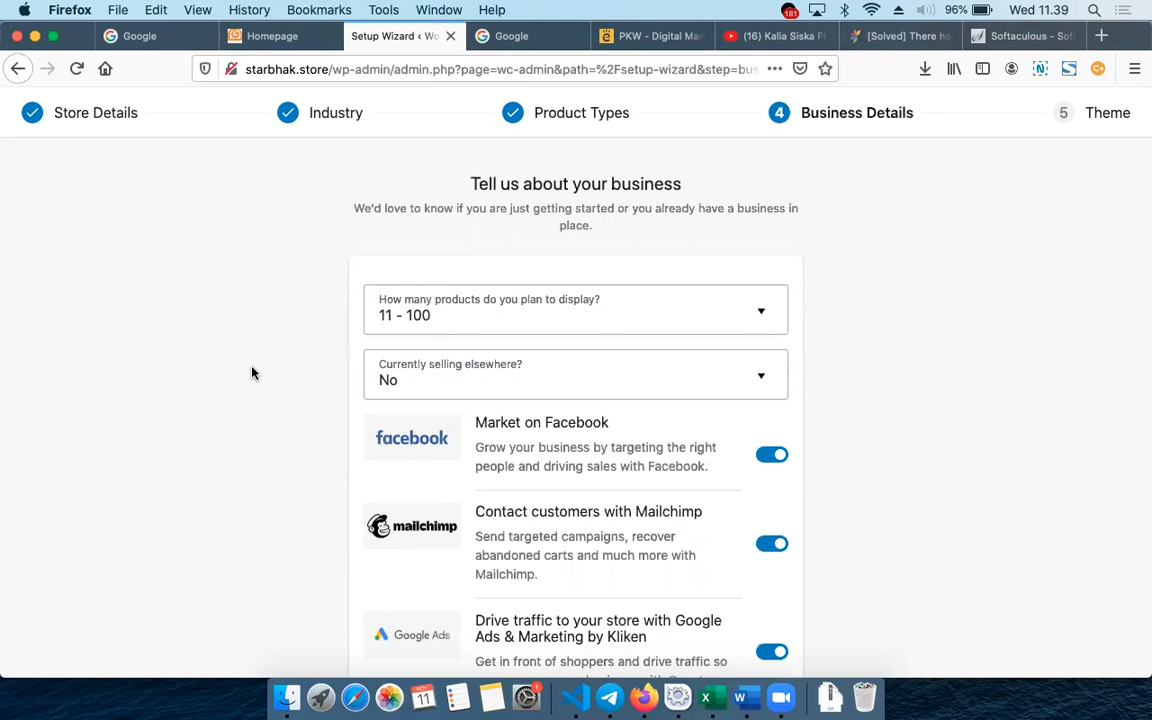 Firefox File Edit View History Bookmarks Tools Window Help 181 96% Wed 11.39
Google Homepage Setup Wizard ‹ Wo Google PKW - Digital Ma (16) Kalia Siska F [Solved] There ha Softaculous - Sof
starbhak.store/wp-admin/admin.php?page=wc-admin&path=%2Fsetup-wizard&step=bus
Store Details Industry Product Types 4 Business Details 5 Theme
Tell us about your business
We'd love to know if you are just getting started or you already have a business in
place.
How many products do you plan to display?
11 - 100
Currently selling elsewhere?
No
facebook
Market on Facebook
Grow your business by targeting the right
people and driving sales with Facebook.
mailchimp
Contact customers with Mailchimp
Send targeted campaigns, recover
abandoned carts and much more with
Mailchimp.
Google Ads
Drive traffic to your store with Google
Ads & Marketing by Kliken
Get in front of shoppers and drive traffic so
NOV
11
1